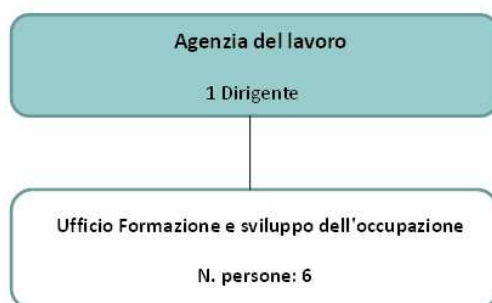 Agenzia del lavoro
1 Dirigente
Ufficio Formazione e sviluppo dell'occupazione
N. persone: 6